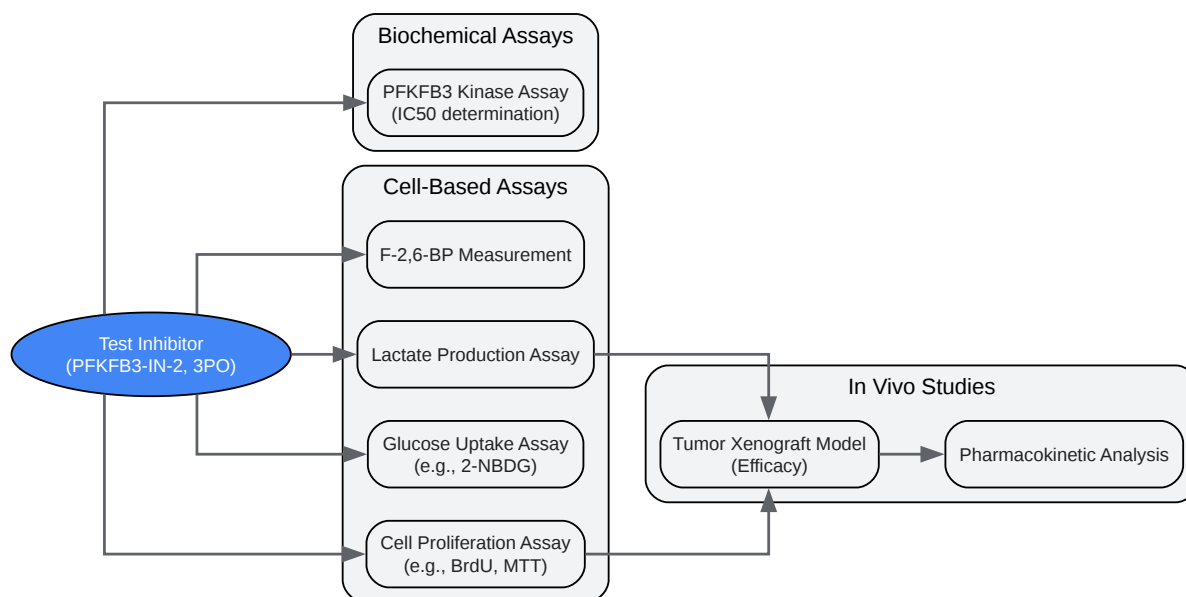 Biochemical Assays
PFKFB3 Kinase Assay
(IC50 determination)
Cell-Based Assays
F-2,6-BP Measurement
Test Inhibitor
(PFKFB3-IN-2, 3PO)
Lactate Production Assay
In Vivo Studies
Glucose Uptake Assay
(e.g., 2-NBDG)
Tumor Xenograft Model
(Efficacy)
Pharmacokinetic Analysis
Cell Proliferation Assay
(e.g., BrdU, MTT)